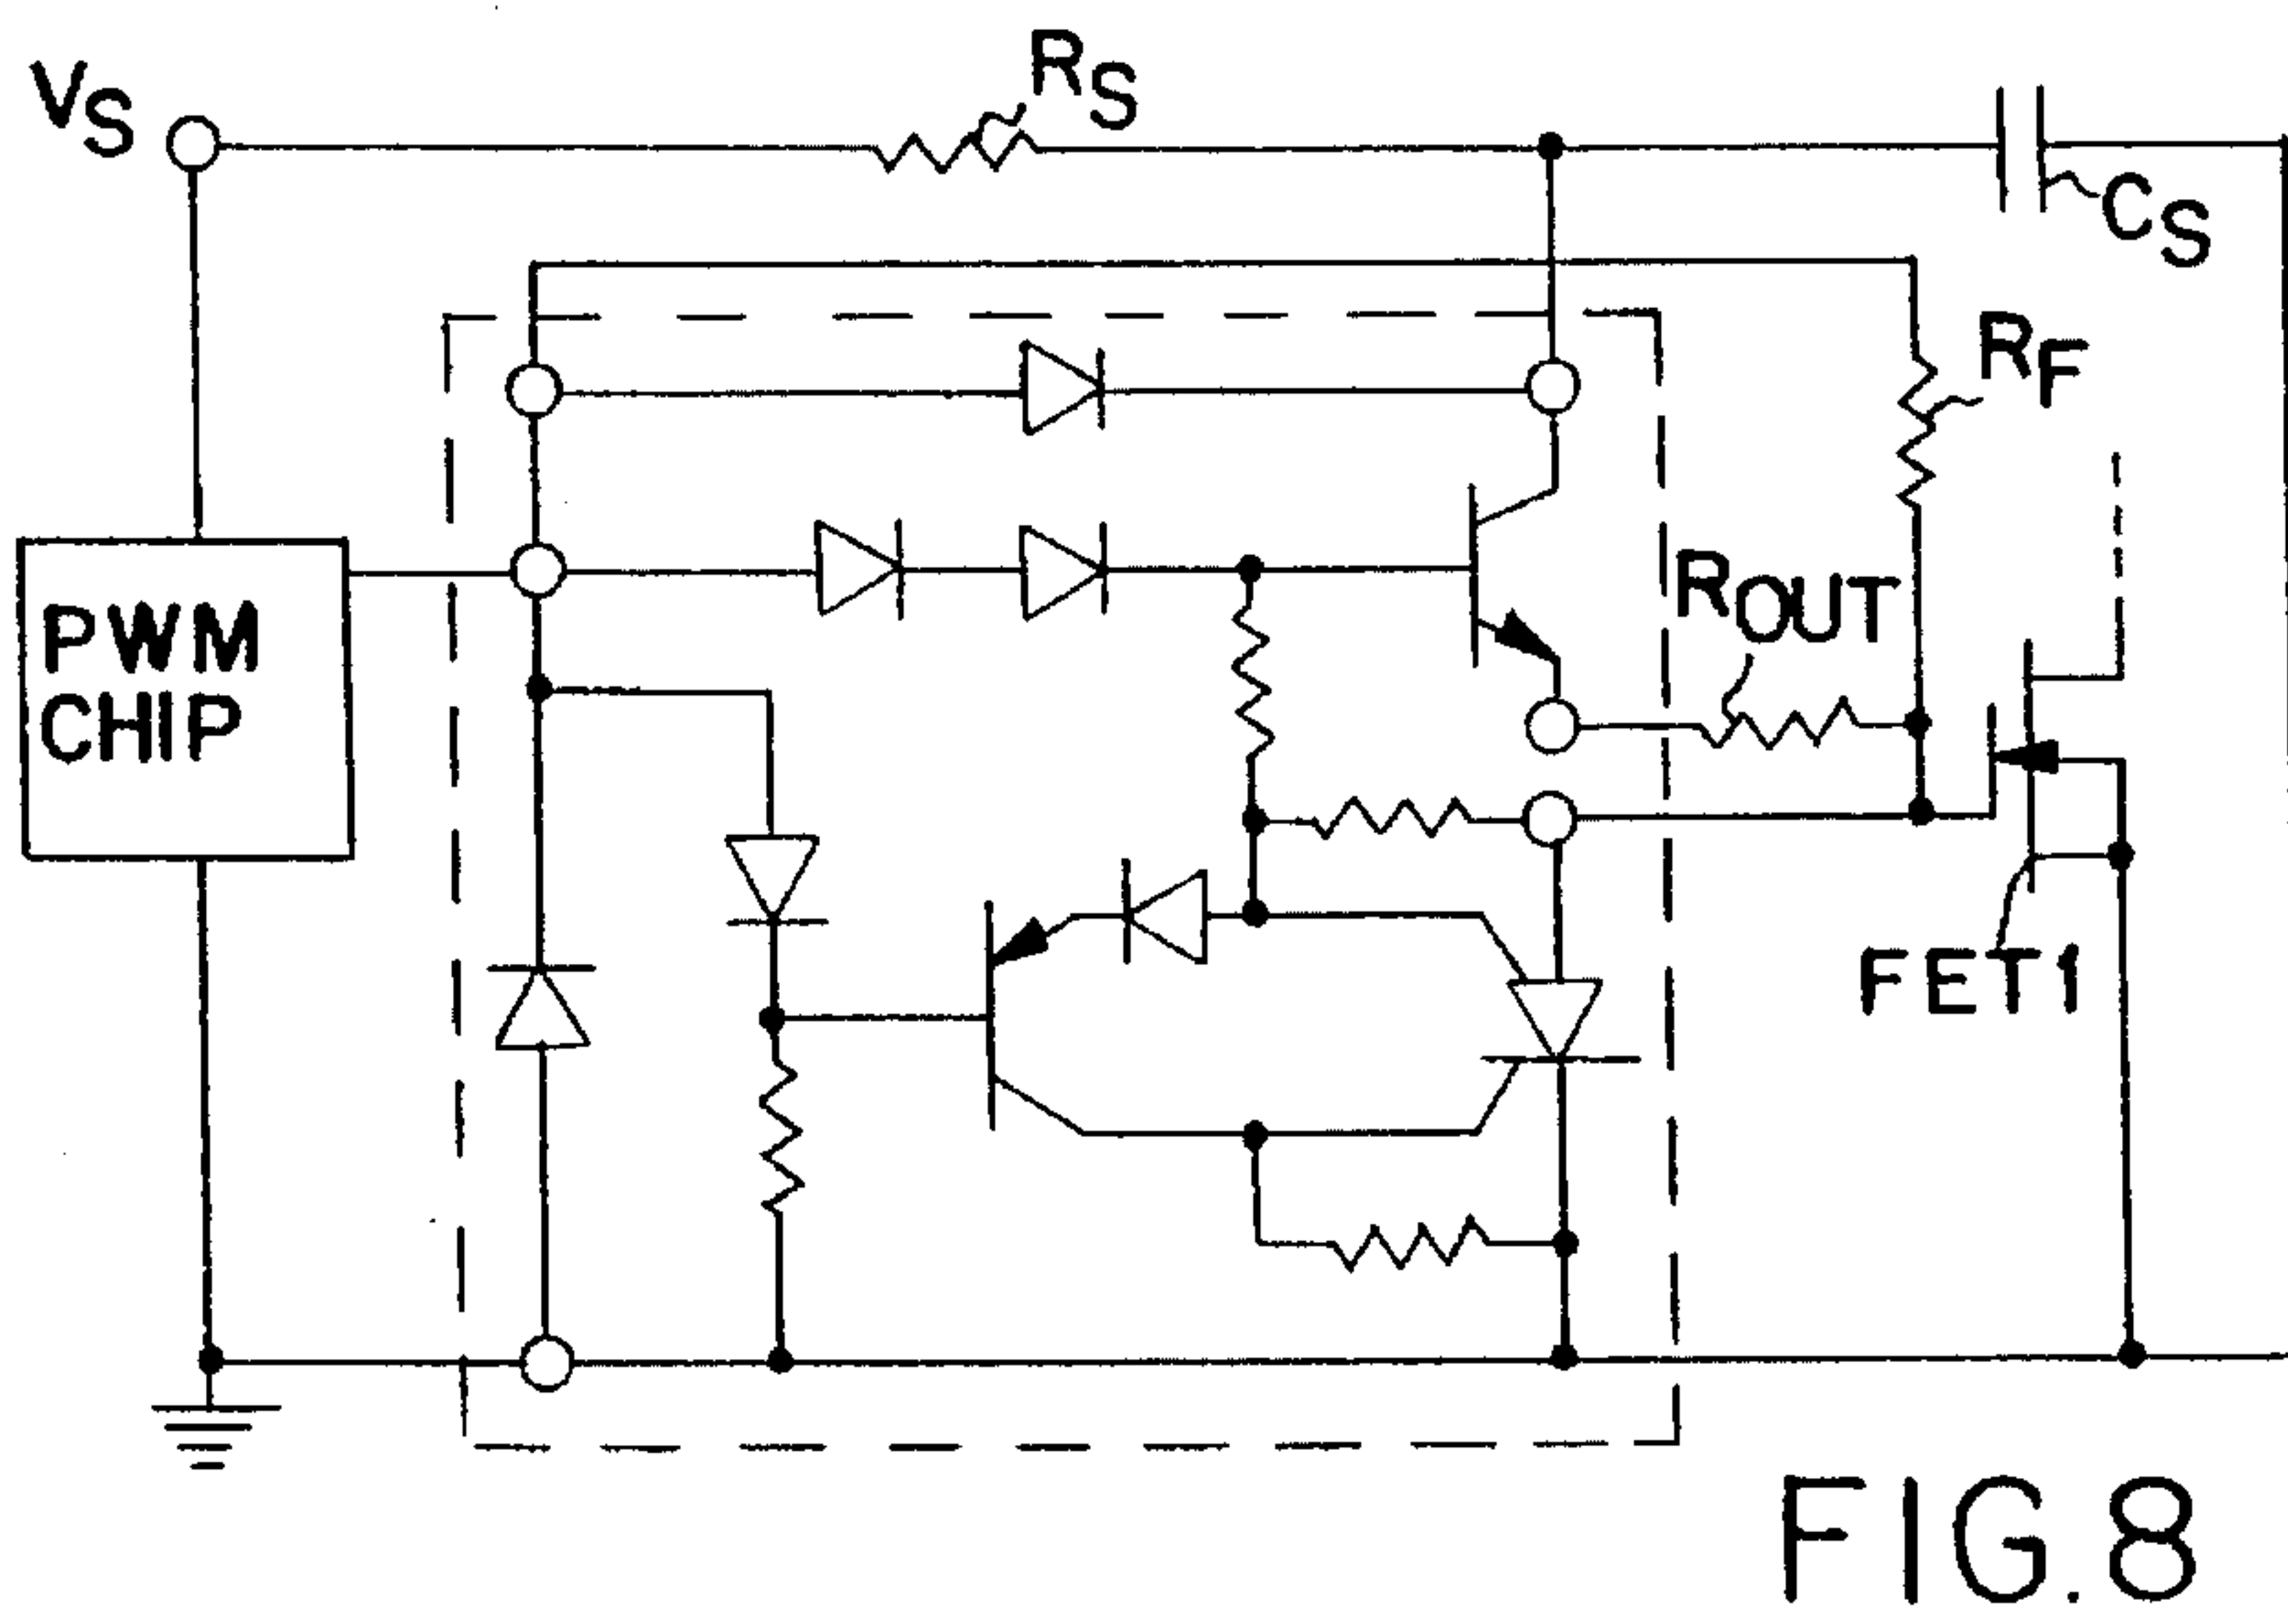 VS
RS
CS
RF
ROUT
PWM
CHIP
FET1
FIG.8